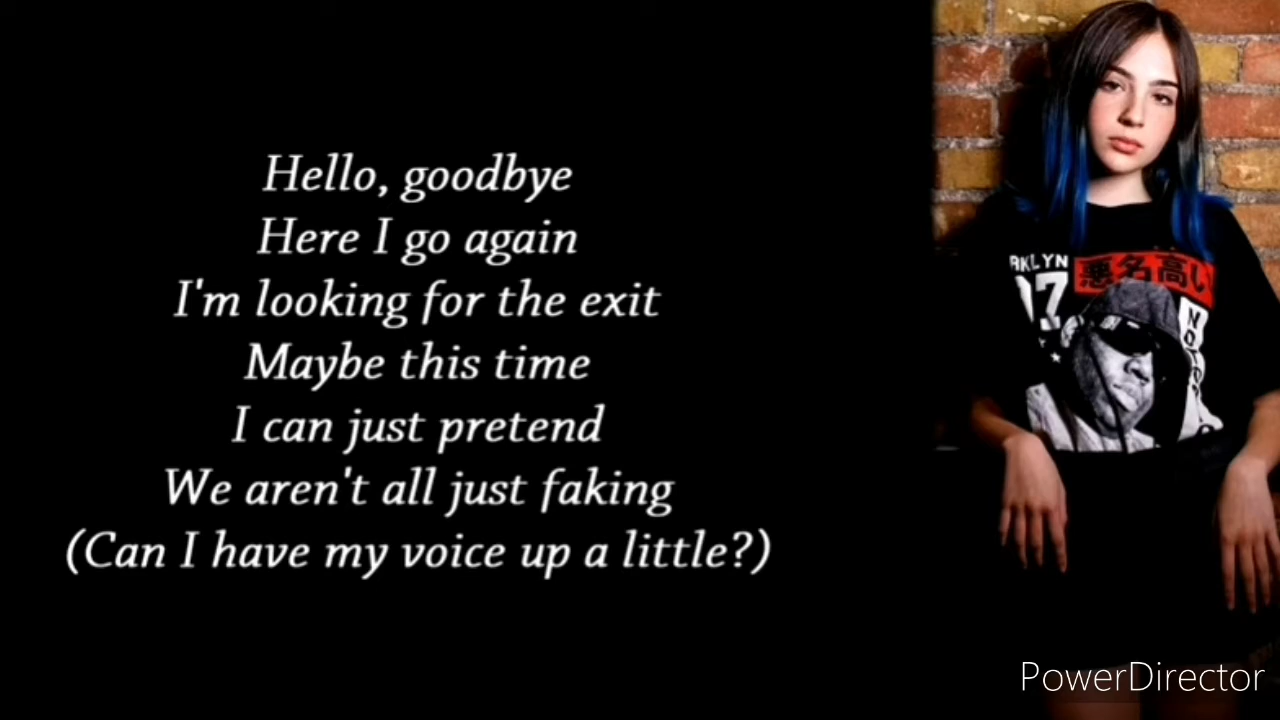 Hello, goodbye
Here I go again
I'm looking for the exit
Maybe this time
I can just pretend
We aren't all just faking
(Can I have my voice up a little?)
RKLYN
悪名高い
17
PowerDirector